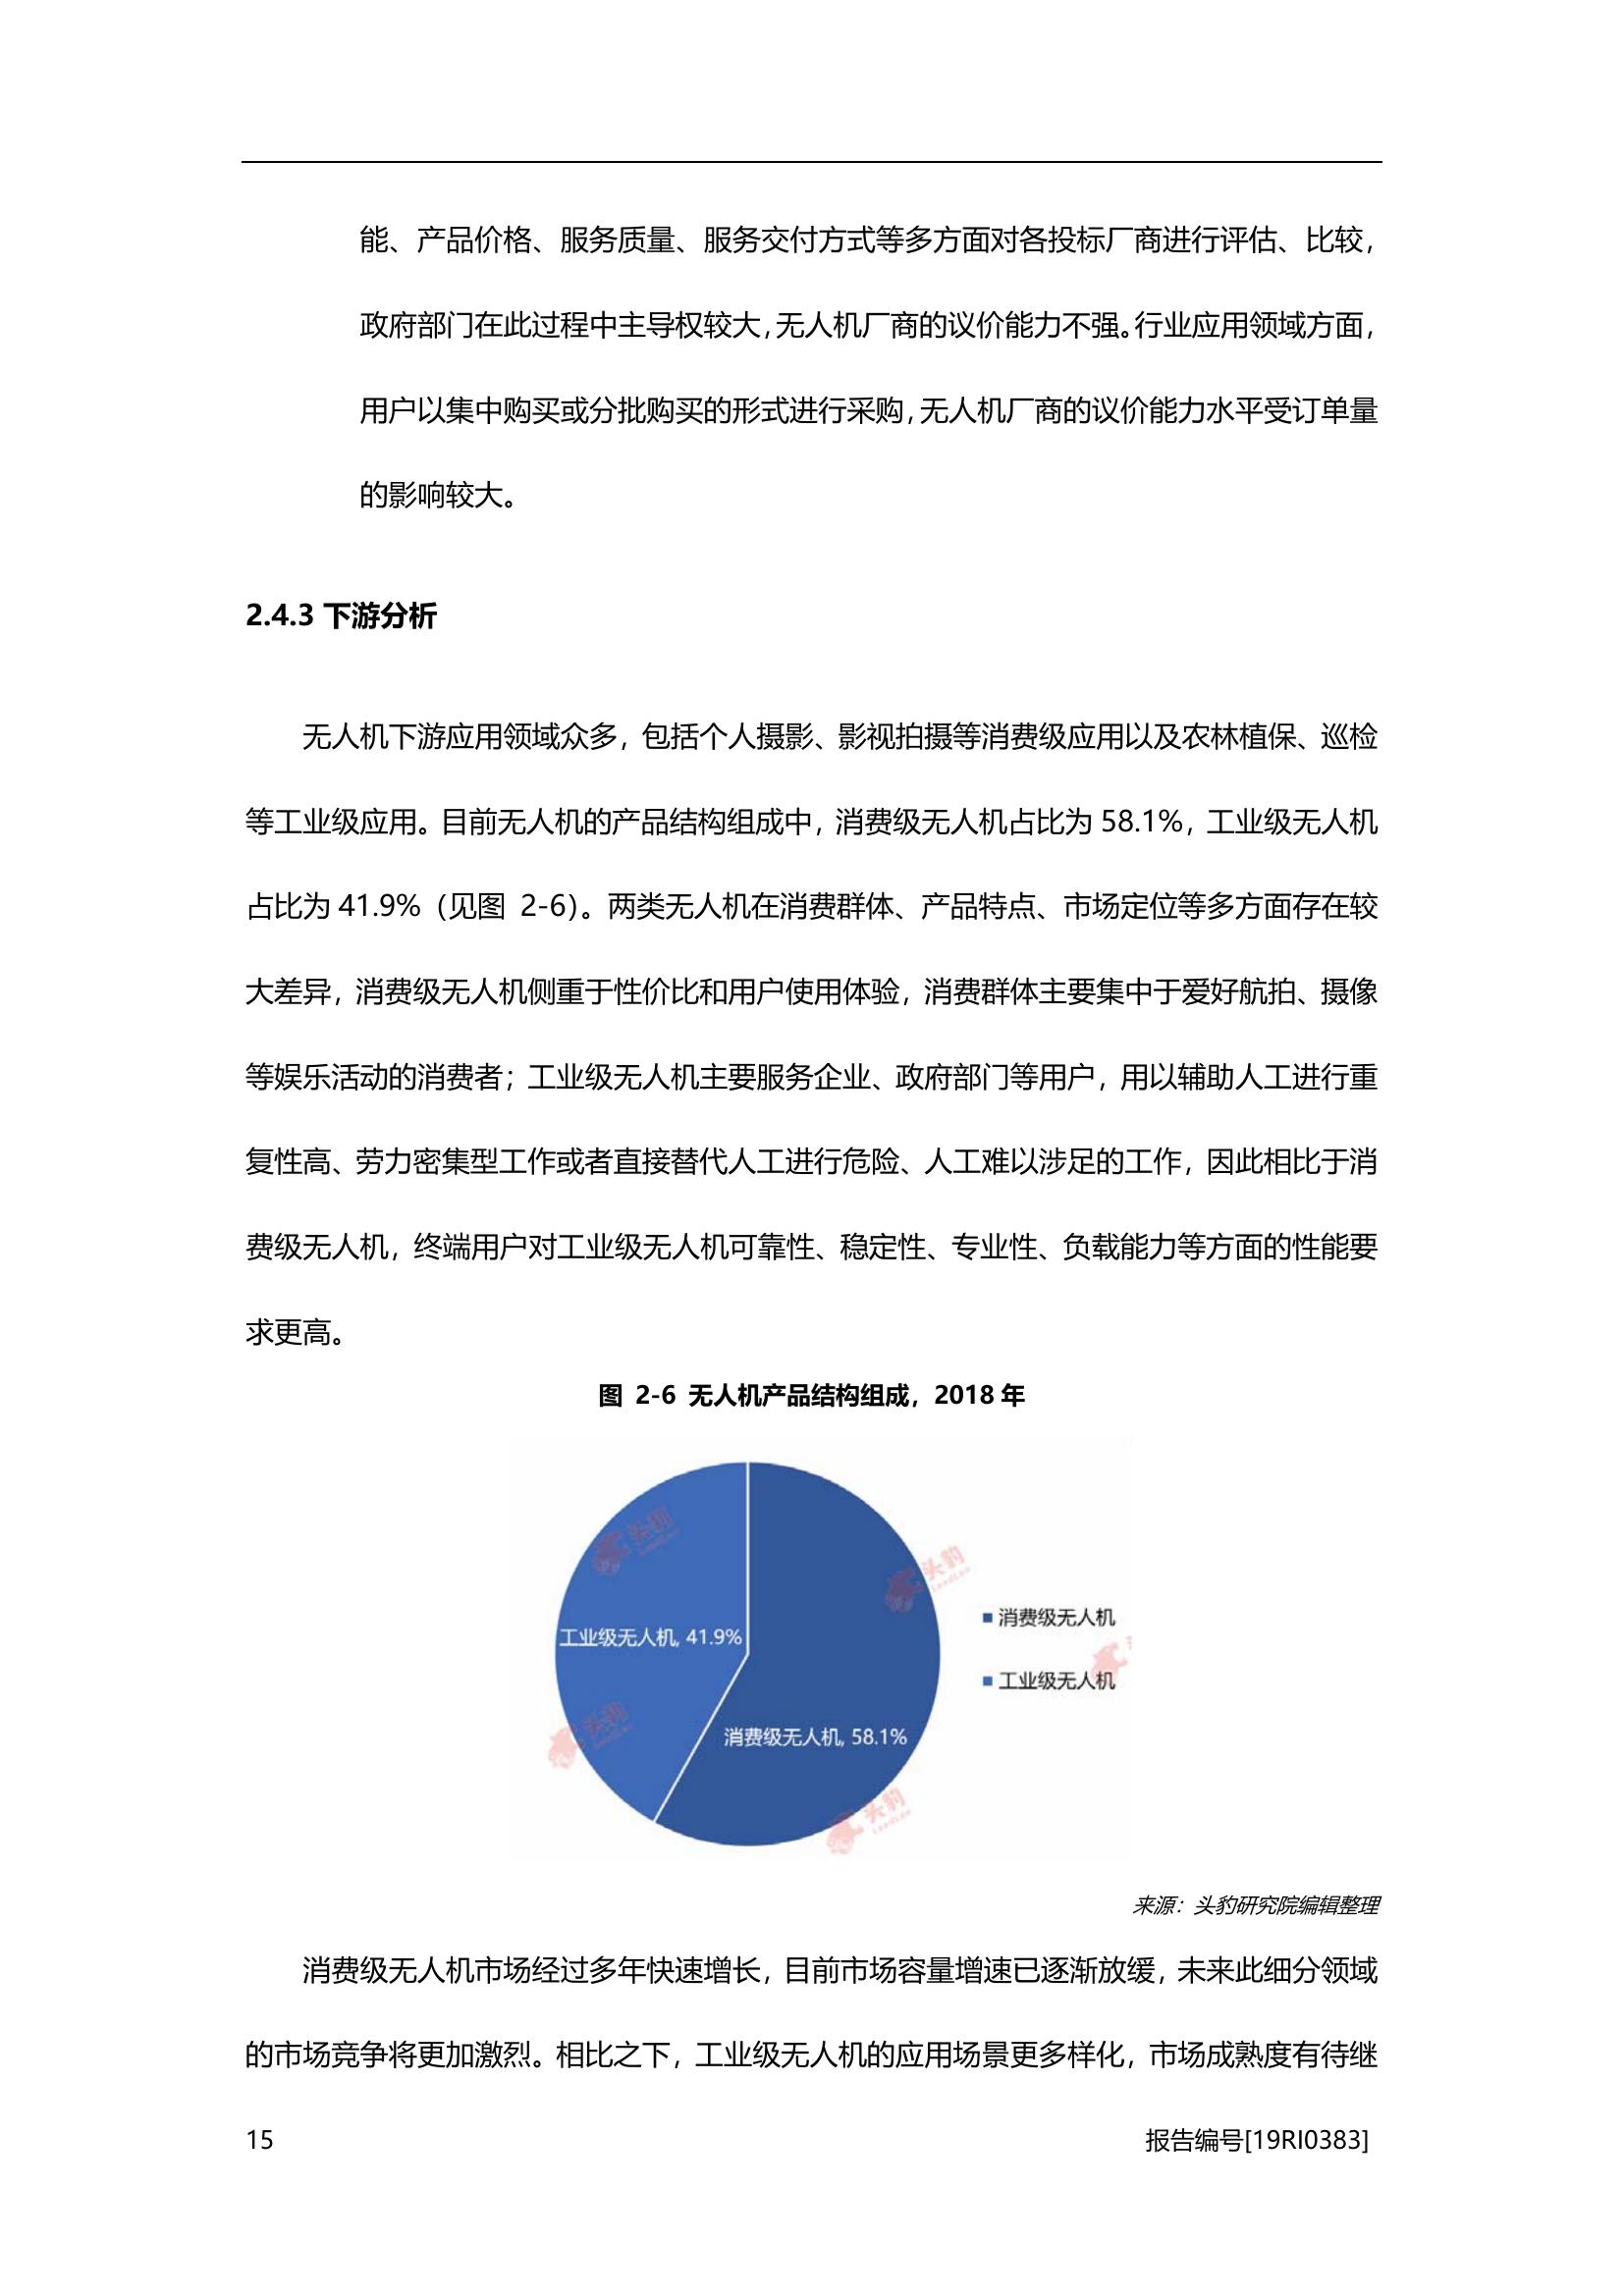 能、产品价格、服务质量、服务交付方式等多方面对各投标厂商进行评估、比较，
政府部门在此过程中主导权较大，无人机厂商的议价能力不强。行业应用领域方面，
用户以集中购买或分批购买的形式进行采购，无人机厂商的议价能力水平受订单量
的影响较大。
2.4.3 下游分析
无人机下游应用领域众多，包括个人摄影、影视拍摄等消费级应用以及农林植保、巡检
等工业级应用。目前无人机的产品结构组成中，消费级无人机占比为 58.1%，工业级无人机
占比为 41.9%（见图 2-6）。两类无人机在消费群体、产品特点、市场定位等多方面存在较
大差异，消费级无人机侧重于性价比和用户使用体验，消费群体主要集中于爱好航拍、摄像
等娱乐活动的消费者；工业级无人机主要服务企业、政府部门等用户，用以辅助人工进行重
复性高、劳力密集型工作或者直接替代人工进行危险、人工难以涉足的工作，因此相比于消
费级无人机，终端用户对工业级无人机可靠性、稳定性、专业性、负载能力等方面的性能要
求更高。
图 2-6 无人机产品结构组成，2018 年
头豹
头豹
消费级无人机
工业级无人机, 41.9%
工业级无人机
头豹
消费级无人机, 58.1%
头豹
来源：头豹研究院编辑整理
消费级无人机市场经过多年快速增长，目前市场容量增速已逐渐放缓，未来此细分领域
的市场竞争将更加激烈。相比之下，工业级无人机的应用场景更多样化，市场成熟度有待继
15
报告编号[19RI0383]